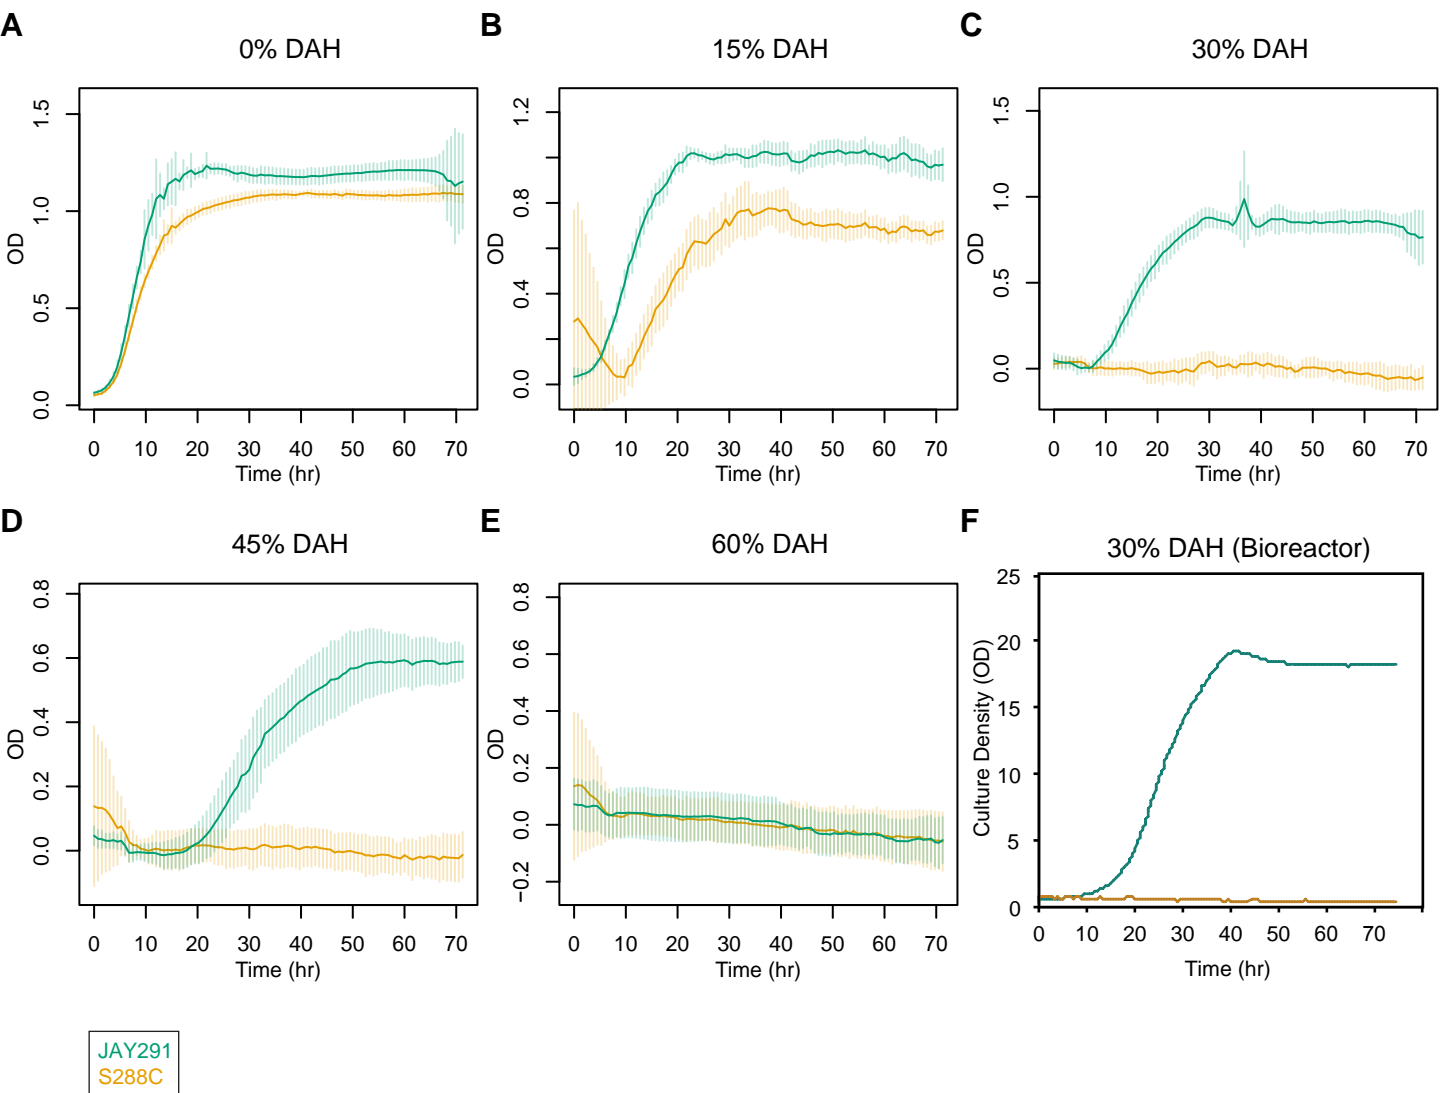 A
0% DAH
OD
0.0 0.5 1.0 1.5
0 10 20 30 40 50 60 70
Time (hr)
B
15% DAH
OD
0.0 0.4 0.8 1.2
0 10 20 30 40 50 60 70
Time (hr)
C
30% DAH
OD
0.0 0.5 1.0 1.5
0 10 20 30 40 50 60 70
Time (hr)
D
45% DAH
OD
0.0 0.2 0.4 0.6 0.8
0 10 20 30 40 50 60 70
Time (hr)
E
60% DAH
OD
−0.2 0.0 0.2 0.4 0.6 0.8
0 10 20 30 40 50 60 70
Time (hr)
F
30% DAH (Bioreactor)
Culture Density (OD)
25
20
15
10
5
0
0 10 20 30 40 50 60 70
Time (hr)
JAY291
S288C